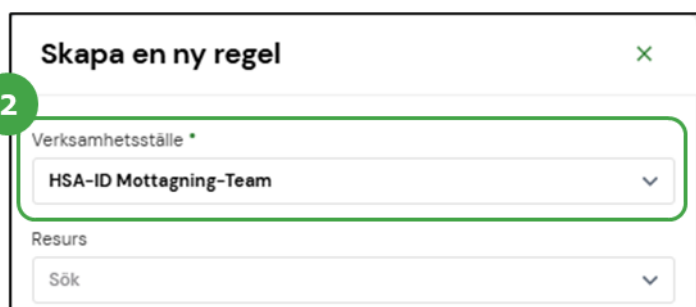 Skapa en ny regel
2
Verksamhetsställe •
HSA-ID Mottagning-Team
Resurs
Sök